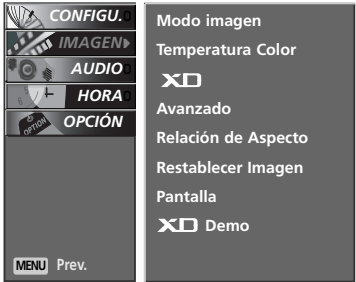 CONFIGU.
IMAGEN
AUDIO
HORA
OPTION OPCIÓN
MENU Prev.
Modo imagen
Temperatura Color
XD
Avanzado
Relación de Aspecto
Restablecer Imagen
Pantalla
XD Demo